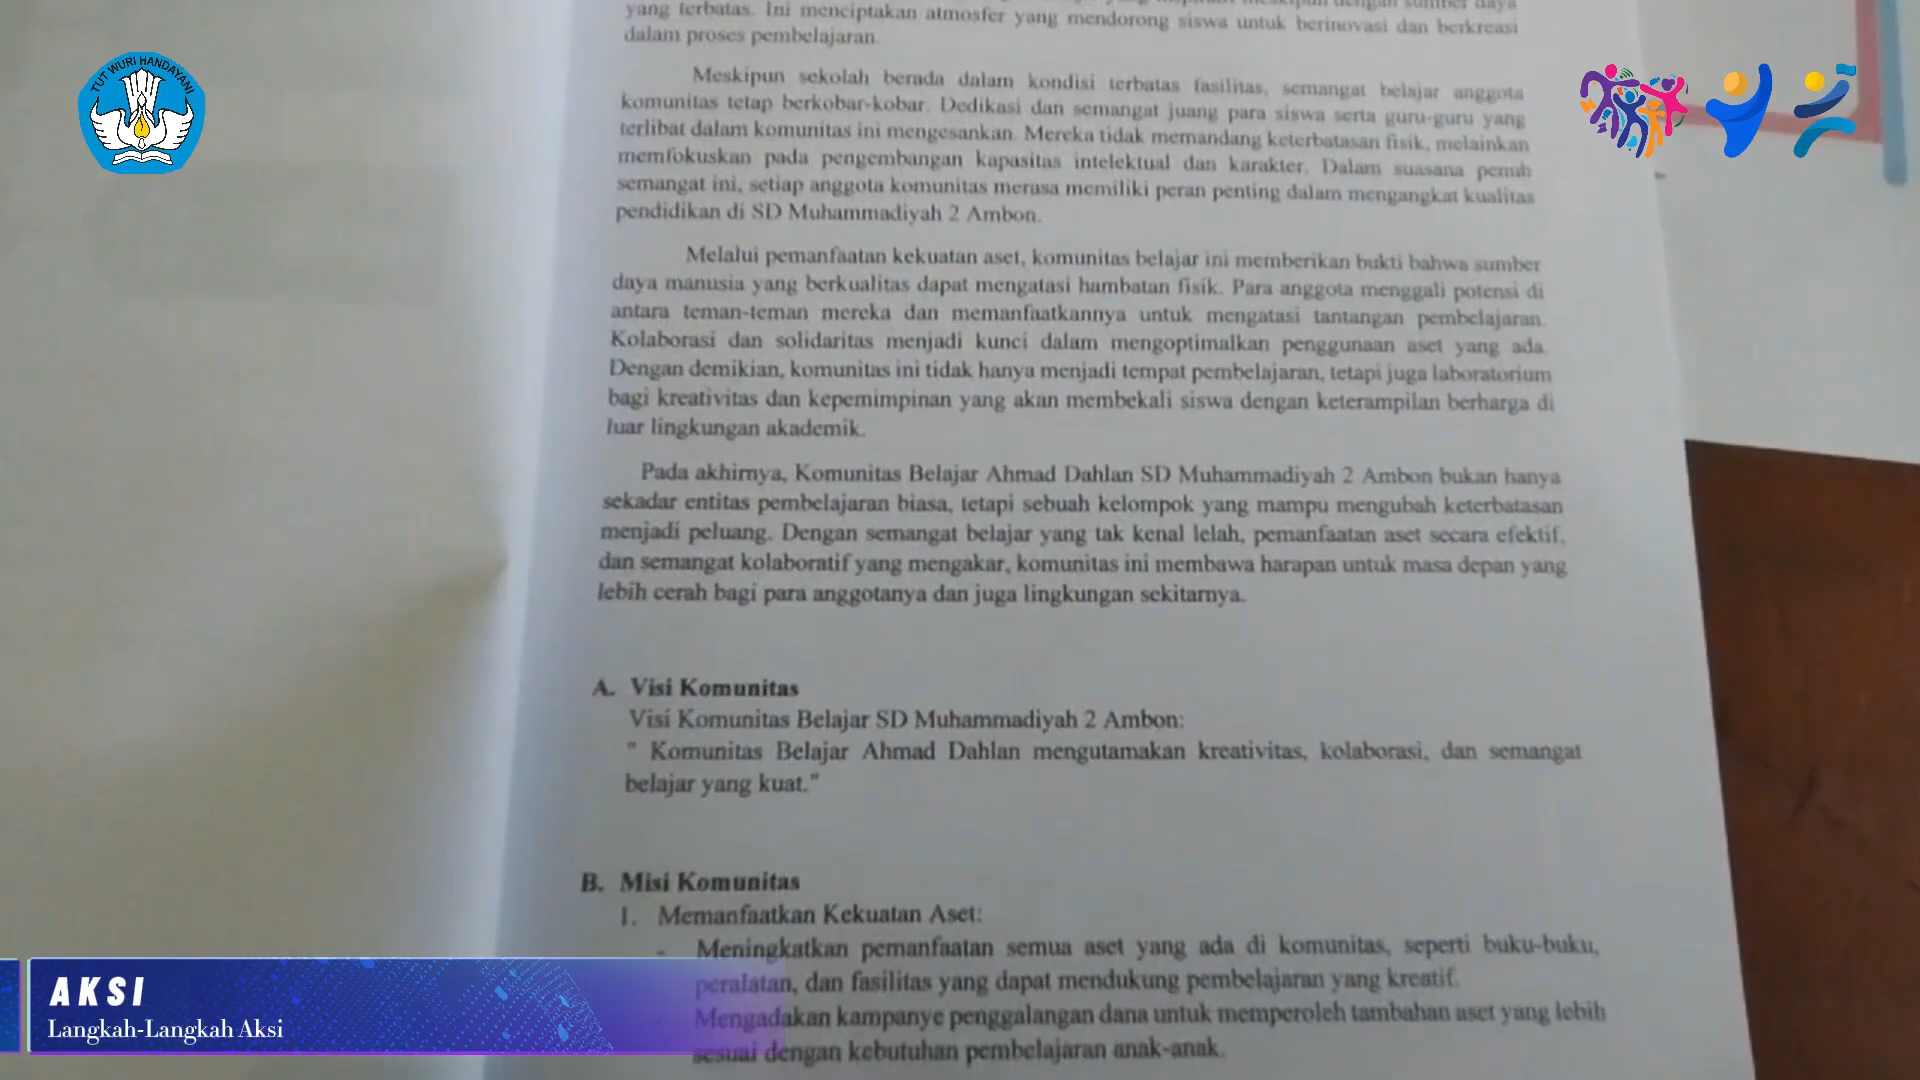 yang terbatas. Ini menciptakan atmosfer yang mendorong siswa untuk berinovasi dan berkreasi
dalam proses pembelajaran.
Meskipun sekolah berada dalam kondisi terbatas fasilitas, semangat belajar anggota
komunitas tetap berkobar-kobar. Dedikasi dan semangat juang para siswa serta guru-guru yang
terlibat dalam komunitas ini mengesankan. Mereka tidak memandang keterbatasan fisik, melainkan
memfokuskan pada pengembangan kapasitas intelektual dan karakter. Dalam suasana penuh
semangat ini, setiap anggota komunitas merasa memiliki peran penting dalam mengangkat kualitas
pendidikan di SD Muhammadiyah 2 Ambon.
Melalui pemanfaatan kekuatan aset, komunitas belajar ini memberikan bukti bahwa sumber
daya manusia yang berkualitas dapat mengatasi hambatan fisik. Para anggota menggali potensi di
antara teman-teman mereka dan memanfaatkannya untuk mengatasi tantangan pembelajaran.
Kolaborasi dan solidaritas menjadi kunci dalam mengoptimalkan penggunaan aset yang ada.
Dengan demikian, komunitas ini tidak hanya menjadi tempat pembelajaran, tetapi juga laboratorium
bagi kreativitas dan kepemimpinan yang akan membekali siswa dengan keterampilan berharga di
luar lingkungan akademik.
Pada akhirnya, Komunitas Belajar Ahmad Dahlan SD Muhammadiyah 2 Ambon bukan hanya
sekadar entitas pembelajaran biasa, tetapi sebuah kelompok yang mampu mengubah keterbatasan
menjadi peluang. Dengan semangat belajar yang tak kenal lelah, pemanfaatan aset secara efektif,
dan semangat kolaboratif yang mengakar, komunitas ini membawa harapan untuk masa depan yang
lebih cerah bagi para anggotanya dan juga lingkungan sekitarnya.
A. Visi Komunitas
Visi Komunitas Belajar SD Muhammadiyah 2 Ambon:
" Komunitas Belajar Ahmad Dahlan mengutamakan kreativitas, kolaborasi, dan semangat
belajar yang kuat."
B. Misi Komunitas
1. Memanfaatkan Kekuatan Aset:
- Meningkatkan pemanfaatan semua aset yang ada di komunitas, seperti buku-buku,
peralatan, dan fasilitas yang dapat mendukung pembelajaran yang kreatif.
Mengadakan kampanye penggalangan dana untuk memperoleh tambahan aset yang lebih
sesuai dengan kebutuhan pembelajaran anak-anak.
TUT WURI HANDAYANI
AKSI
Langkah-Langkah Aksi